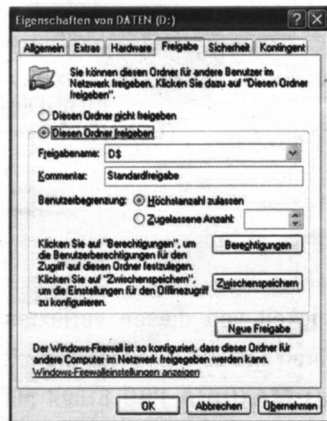 Eigenschaften von DATEN (D:)
Allgemein Extras Hardware Freigabe Sicherheit Kontingent
Sie können diesen Ordner für andere Benutzer im
Netzwerk freigeben. Klicken Sie dazu auf "Diesen Ordner
freigeben".
Diesen Ordner nicht freigeben
Diesen Ordner freigeben
Freigabename: D$
Kommentar: Standardfreigabe
Benutzerbegrenzung: Höchstanzahl zulassen
Zugelassene Anzahl:
Klicken Sie auf "Berechtigungen", um
die Benutzerberechtigungen für den
Zugriff auf diesen Ordner festzulegen.
Berechtigungen
Klicken Sie auf "Zwischenspeichern",
um die Einstellungen für den Offlinezugriff
zu konfigurieren.
Zwischenspeichern
Neue Freigabe
Der Windows-Firewall ist so konfiguriert, dass dieser Ordner für
andere Computer im Netzwerk freigegeben werden kann.
Windows-Firewalleinstellungen anzeigen
OK Abbrechen Übernehmen